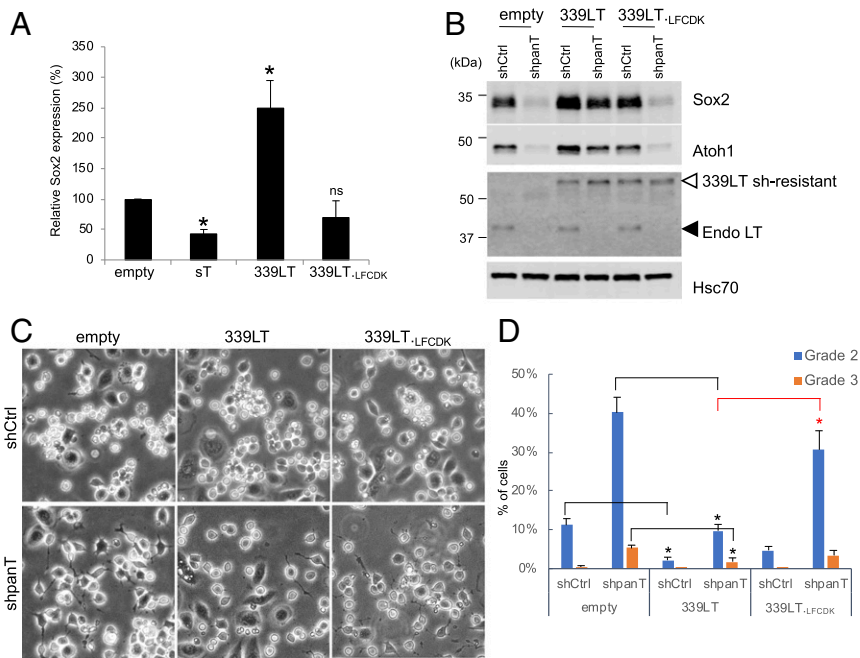 A
Relative Sox2 expression (%)
350
300
250
200
100
50
0
*
*
ns
empty sT 339LT 339LT.LFCDK
B
empty 339LT 339LT.LFCDK
(kDa) shCtrl shpanT shCtrl shpanT shCtrl shpanT
35 Sox2
50 Atoh1
339LT sh-resistant
50
37 Endo LT
Hsc70
C
empty 339LT 339LT.LFCDK
shCtrl
shpanT
D
Grade 2
Grade 3
% of cells
50%
40%
30%
20%
10%
0%
*
*
*
*
shCtrl shpanT shCtrl shpanT shCtrl shpanT
empty 339LT 339LT.LFCDK